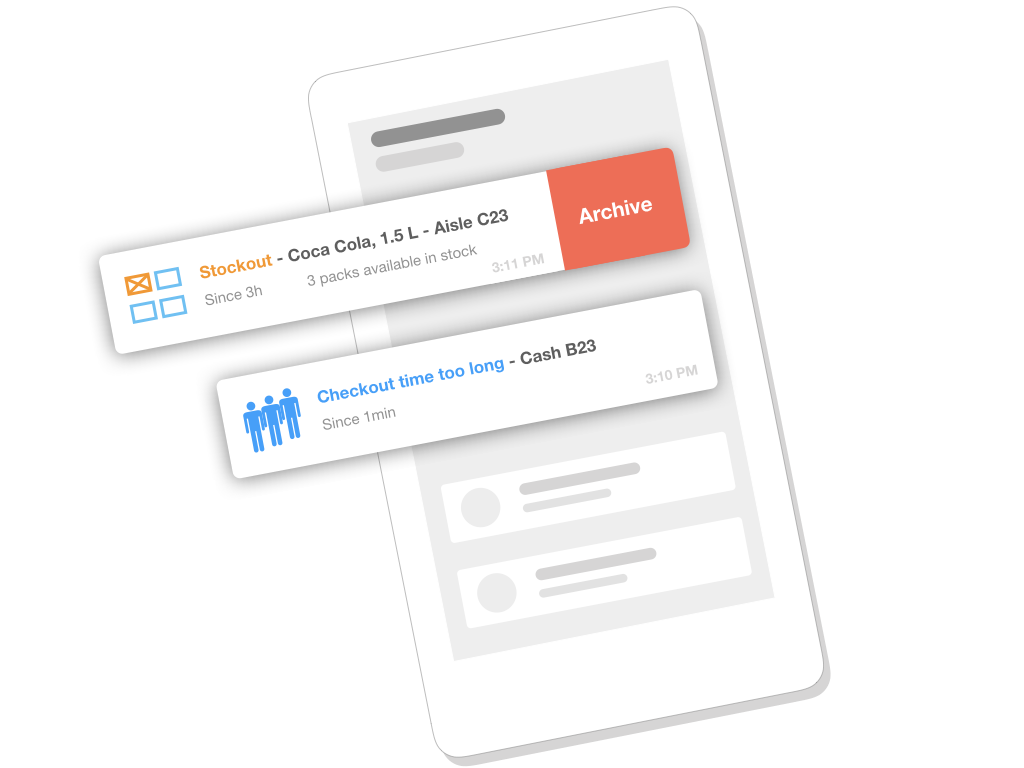 Stockout - Coca Cola, 1.5 L - Aisle C23
Since 3h 3 packs available in stock
3:11 PM
Archive
Checkout time too long - Cash B23
Since 1min
3:10 PM